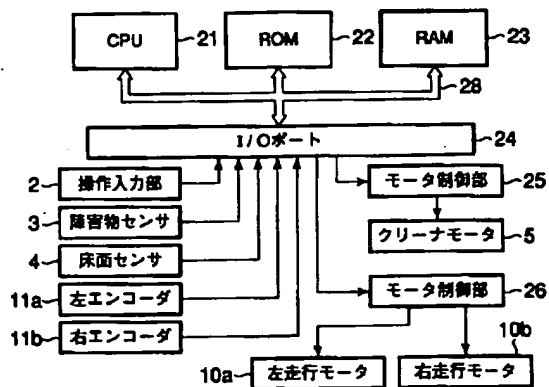 CPU 21 ROM 22 RAM 23
28
I/Oポート 24
2 操作入力部 モータ制御部 25
3 障害物センサ
4 床面センサ クリーナモータ 5
11a 左エンコーダ モータ制御部 26
11b 右エンコーダ
10a 左走行モータ 右走行モータ 10b